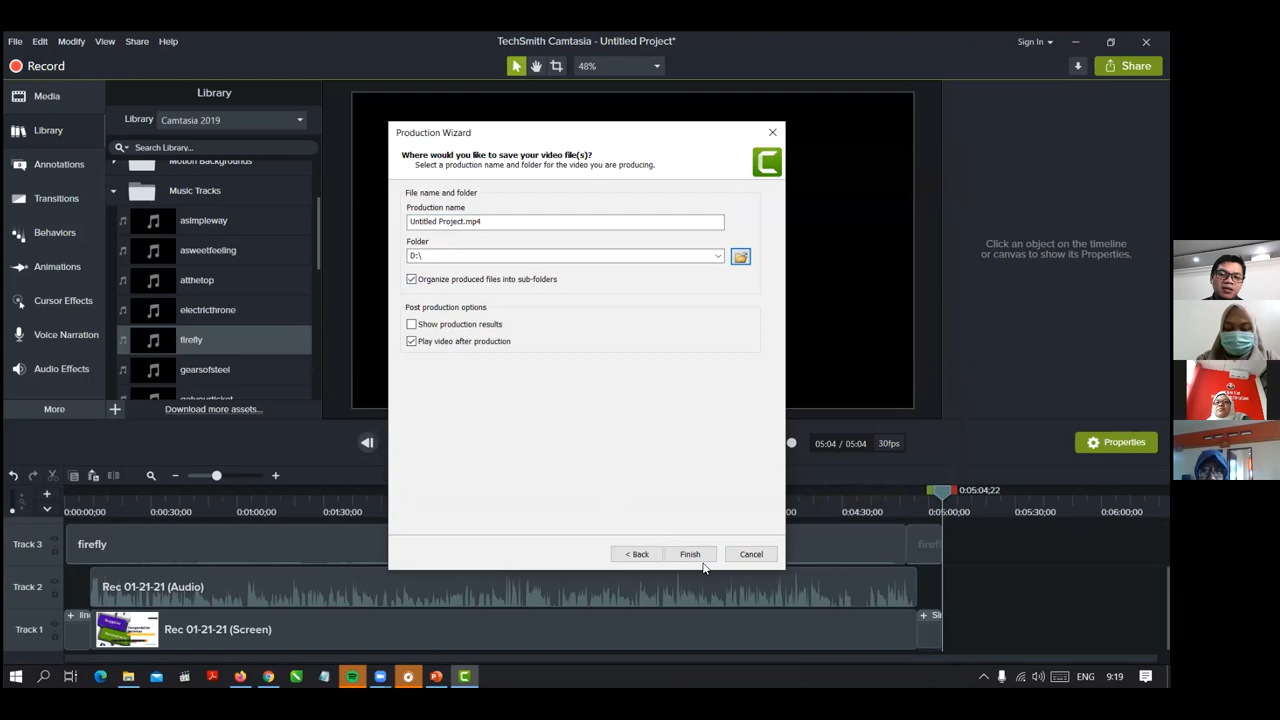 File Edit Modify View Share Help
TechSmith Camtasia - Untitled Project*
Sign In
Record
48%
Share
Media
Library
Annotations
Transitions
Behaviors
Animations
Cursor Effects
Voice Narration
Audio Effects
More
Library
Library Camtasia 2019
Search Library...
Motion Backgrounds
Music Tracks
asimpleway
asweetfeeling
atthetop
electricthrone
firefly
gearsofsteel
getyourticket
Download more assets...
Production Wizard
Where would you like to save your video file(s)?
Select a production name and folder for the video you are producing.
File name and folder
Production name
Untitled Project.mp4
Folder
D:\
Organize produced files into sub-folders
Post production options
Show production results
Play video after production
< Back Finish Cancel
Click an object on the timeline
or canvas to show its Properties.
05:04 / 05:04 30fps
Properties
0:05:04;22
0:00:00;00 0:00:30;00 0:01:00;00 0:01:30;00 0:04:30;00 0:05:00;00 0:05:30;00 0:06:00;00
Track 3 firefly firefl
Track 2 Rec 01-21-21 (Audio)
Track 1 Rec 01-21-21 (Screen)
ENG 9:19